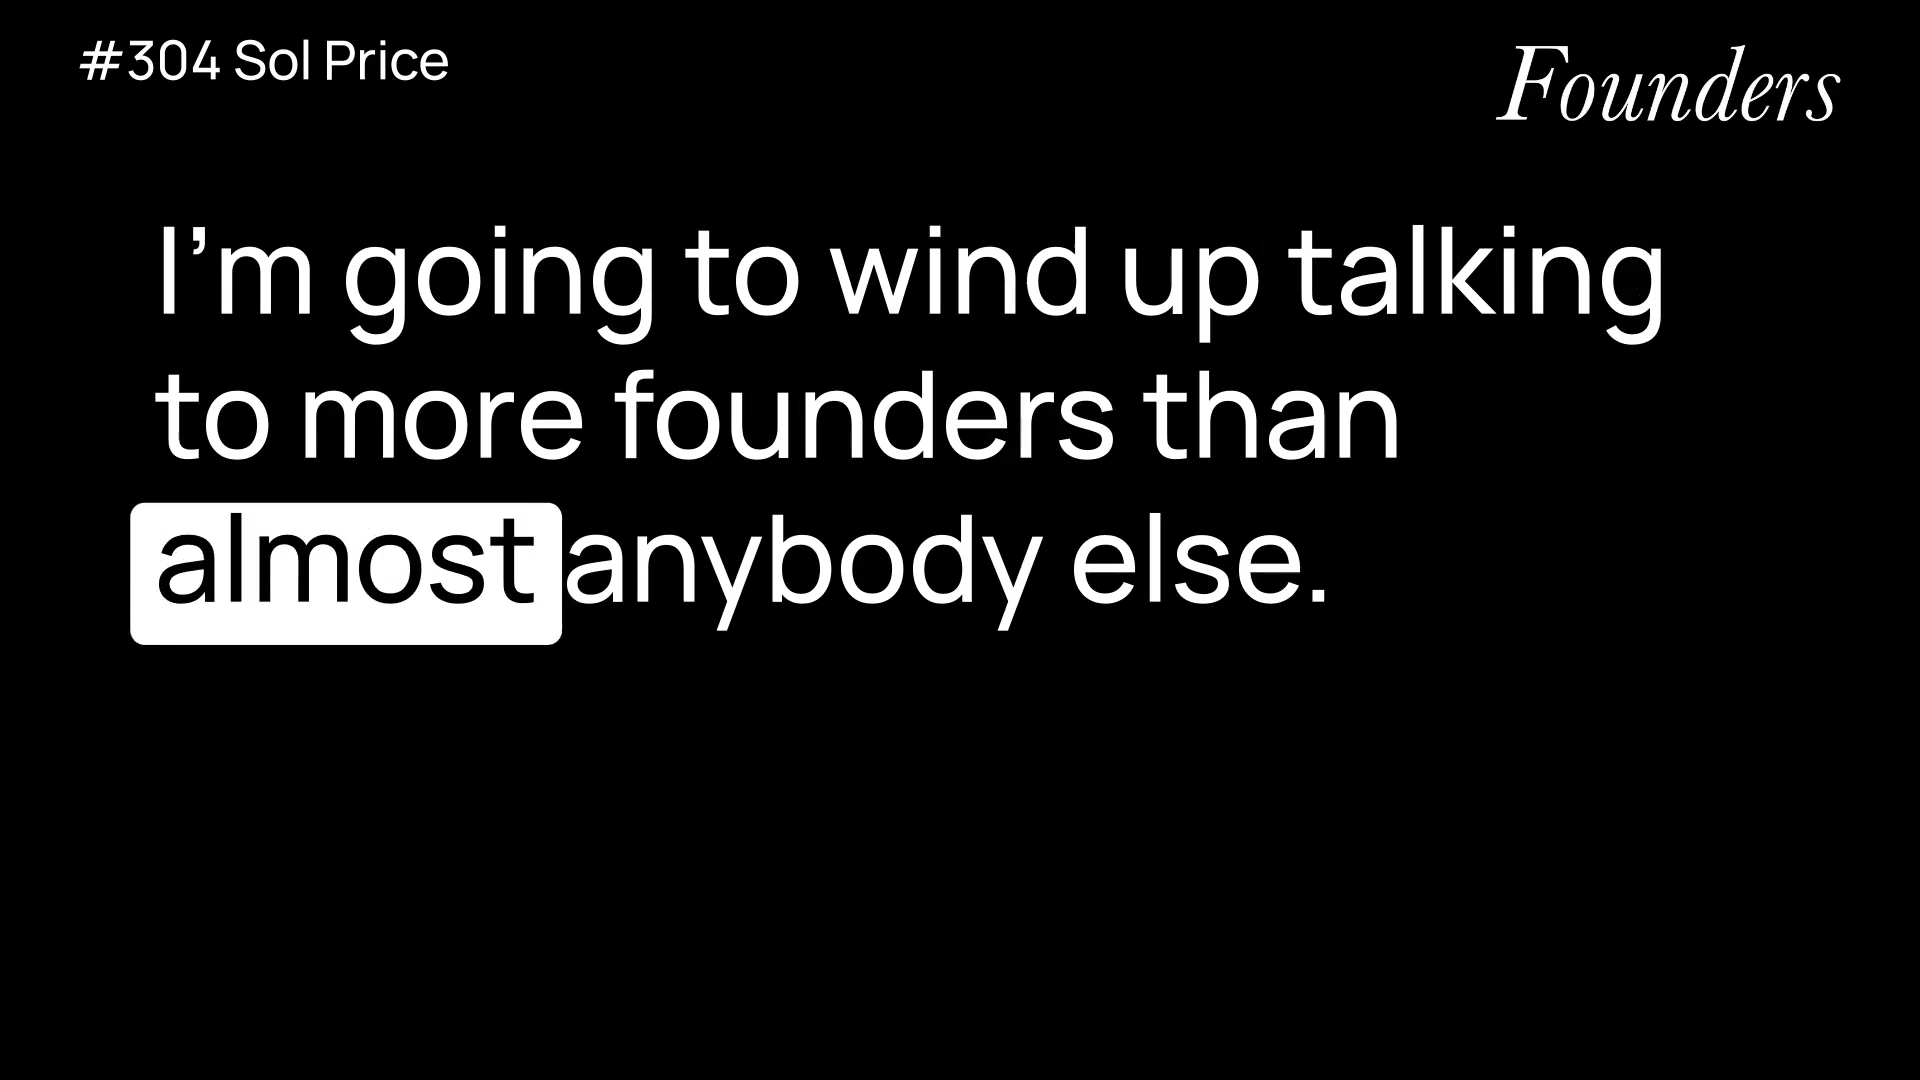 #304 Sol Price
Founders
I’m going to wind up talking
to more founders than
almost anybody else.